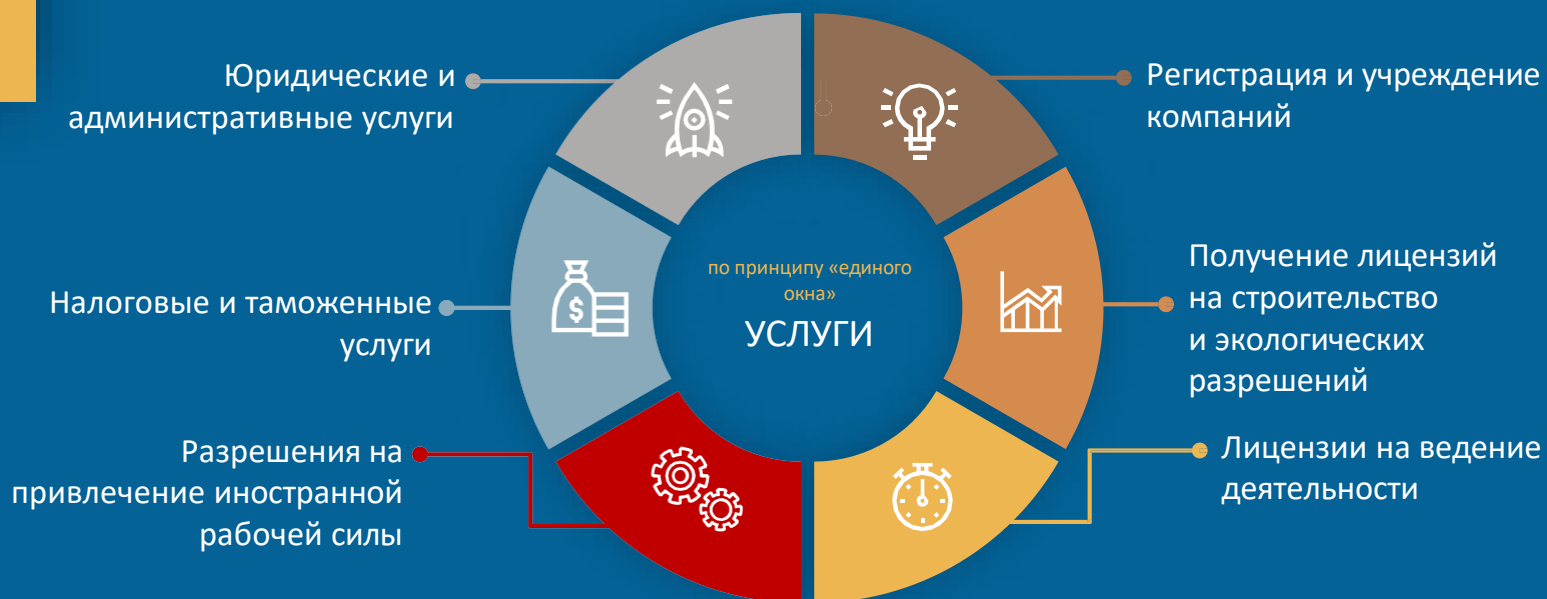 Юридические и
административные услуги
Регистрация и учреждение
компаний
Налоговые и таможенные
услуги
по принципу «единого
окна»
УСЛУГИ
Получение лицензий
на строительство
и экологических
разрешений
Разрешения на
привлечение иностранной
рабочей силы
Лицензии на ведение
деятельности
$